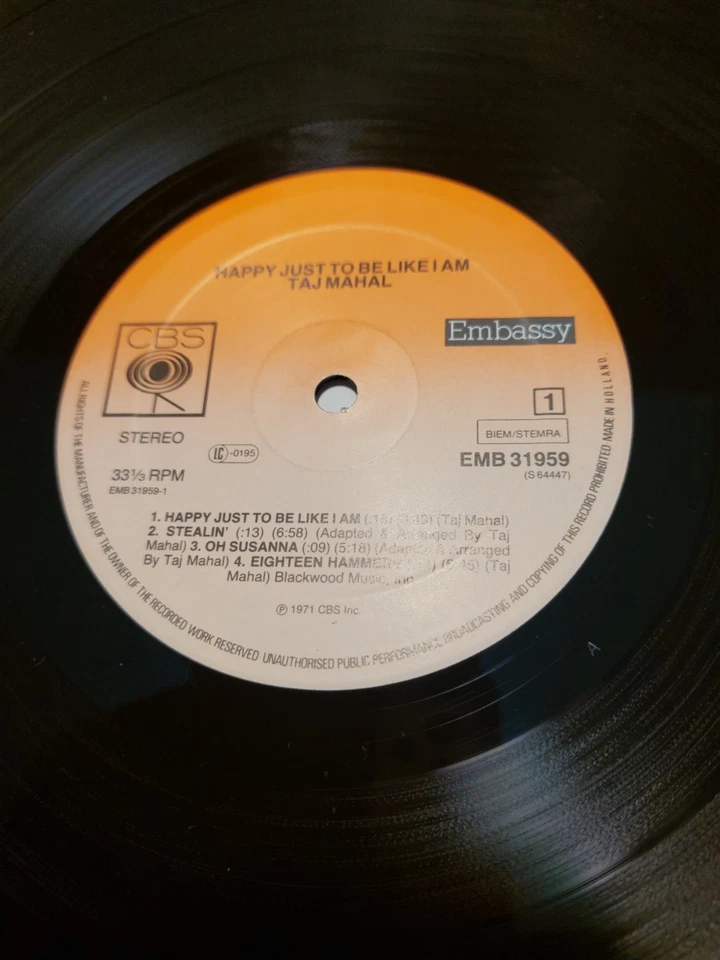 HAPPY JUST TO BE LIKE I AM
TAJ MAHAL
CBS
Embassy
STEREO
LC-0195
1
BIEM/STEMRA
33⅓ RPM
EMB 31959-1
EMB 31959
(S 64447)
1. HAPPY JUST TO BE LIKE I AM (Taj Mahal)
2. STEALIN' (:13) (6:58) (Adapted & Arranged By Taj
Mahal) 3. OH SUSANNA (:09) (5:18) (Adapted & Arranged
By Taj Mahal) 4. EIGHTEEN HAMMERS (Taj
Mahal) Blackwood Music, Inc.
℗ 1971 CBS Inc.
ALL RIGHTS OF THE MANUFACTURER AND OF THE OWNER OF THE RECORDED WORK RESERVED · UNAUTHORISED PUBLIC PERFORMANCE BROADCASTING AND COPYING OF THIS RECORD PROHIBITED. MADE IN HOLLAND.
A